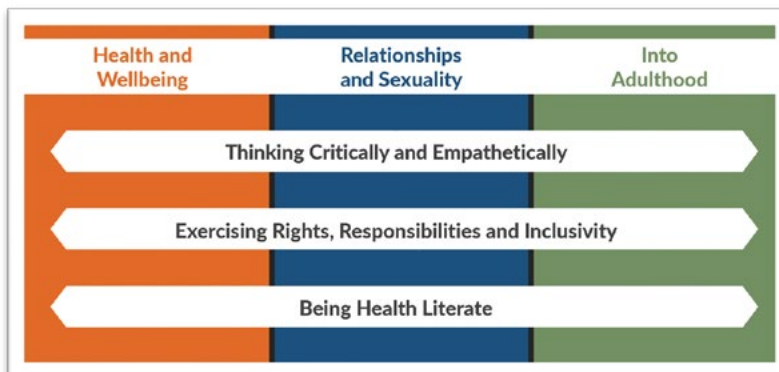 Health and
Wellbeing
Relationships
and Sexuality
Into
Adulthood
Thinking Critically and Empathetically
Exercising Rights, Responsibilities and Inclusivity
Being Health Literate